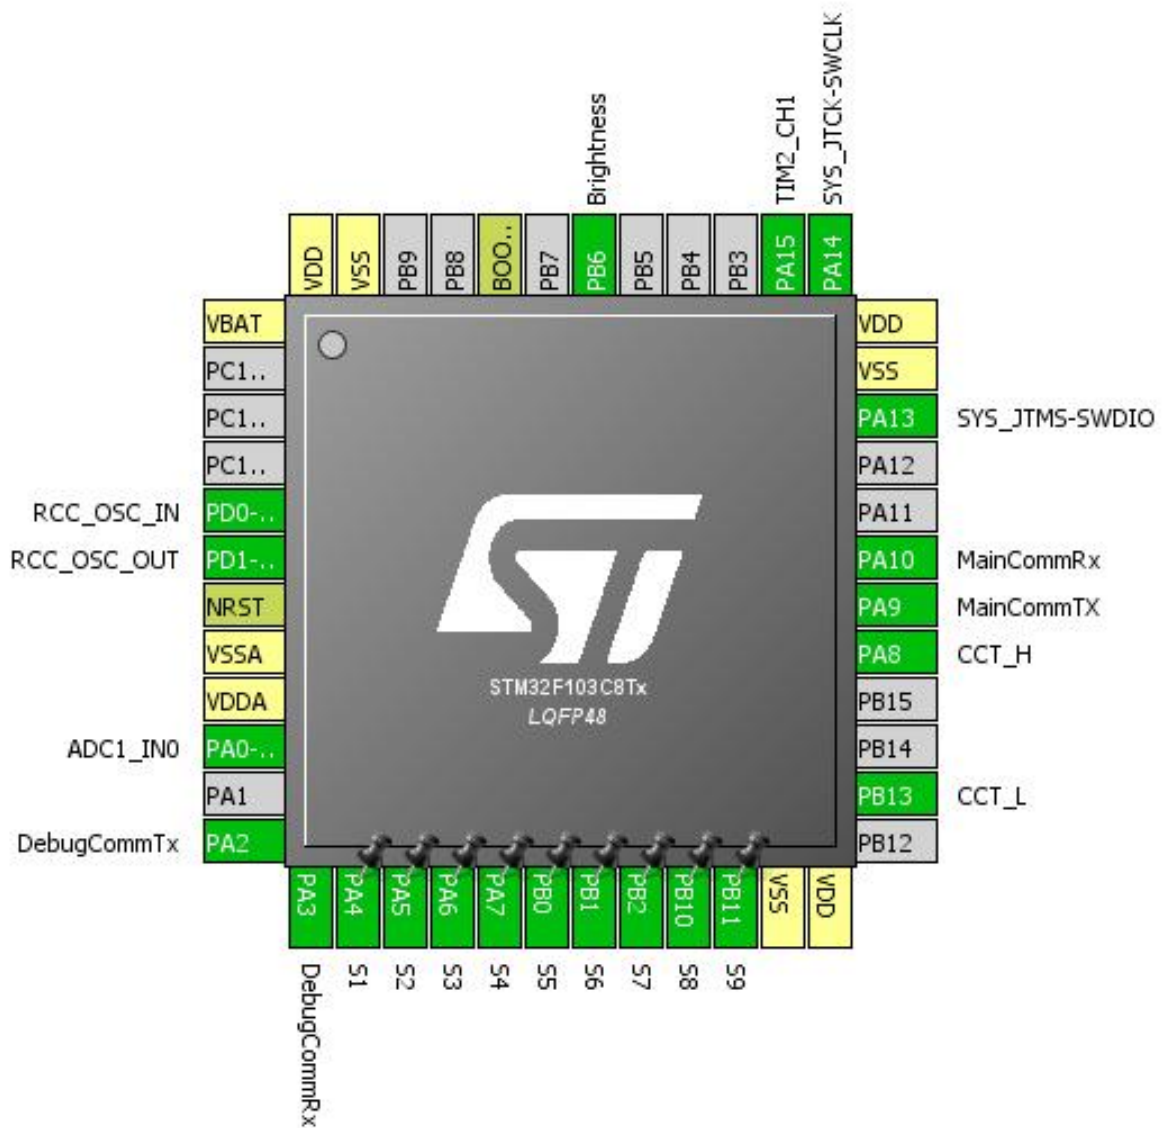 Brightness
TIM2_CH1
SYS_JTCK-SWCLK
VDD
VSS
PB9
PB8
BOO..
PB7
PB6
PB5
PB4
PB3
PA15
PA14
VBAT
PC1..
PC1..
PC1..
RCC_OSC_IN PD0-..
RCC_OSC_OUT PD1-..
NRST
VSSA
VDDA
ADC1_IN0 PA0-..
PA1
DebugCommTx PA2
VDD
VSS
PA13 SYS_JTMS-SWDIO
PA12
PA11
PA10 MainCommRx
PA9 MainCommTX
PA8 CCT_H
PB15
PB14
PB13 CCT_L
PB12
ST
STM32F103C8Tx
LQFP48
PA3
PA4
PA5
PA6
PA7
PB0
PB1
PB2
PB10
PB11
VSS
VDD
DebugCommRx
S1
S2
S3
S4
S5
S6
S7
S8
S9